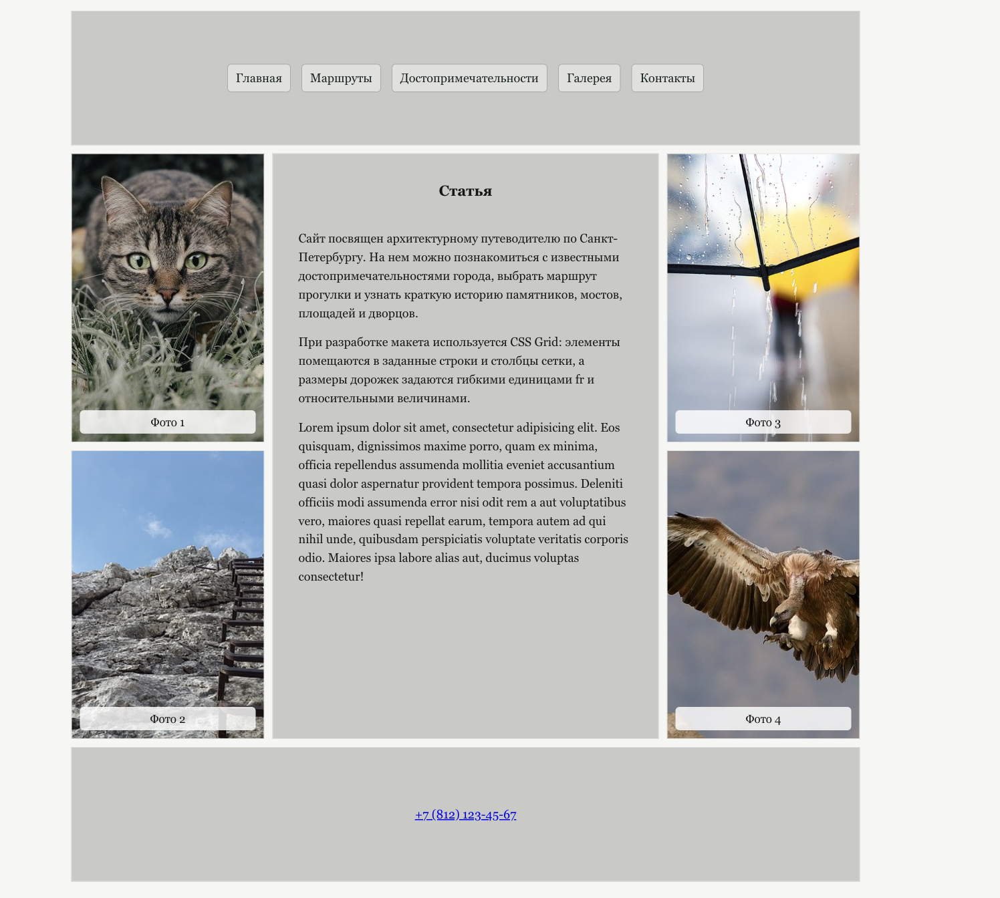 Главная Маршруты Достопримечательности Галерея Контакты
Статья
Сайт посвящен архитектурному путеводителю по Санкт-
Петербургу. На нем можно познакомиться с известными
достопримечательностями города, выбрать маршрут
прогулки и узнать краткую историю памятников, мостов,
площадей и дворцов.
При разработке макета используется CSS Grid: элементы
помещаются в заданные строки и столбцы сетки, а
размеры дорожек задаются гибкими единицами fr и
относительными величинами.
Lorem ipsum dolor sit amet, consectetur adipisicing elit. Eos
quisquam, dignissimos maxime porro, quam ex minima,
officia repellendus assumenda mollitia eveniet accusantium
quasi dolor aspernatur provident tempora possimus. Deleniti
officiis modi assumenda error nisi odit rem a aut voluptatibus
vero, maiores quasi repellat earum, tempora autem ad qui
nihil unde, quibusdam perspiciatis voluptate veritatis corporis
odio. Maiores ipsa labore alias aut, ducimus voluptas
consectetur!
Фото 1
Фото 2
Фото 3
Фото 4
+7 (812) 123-45-67